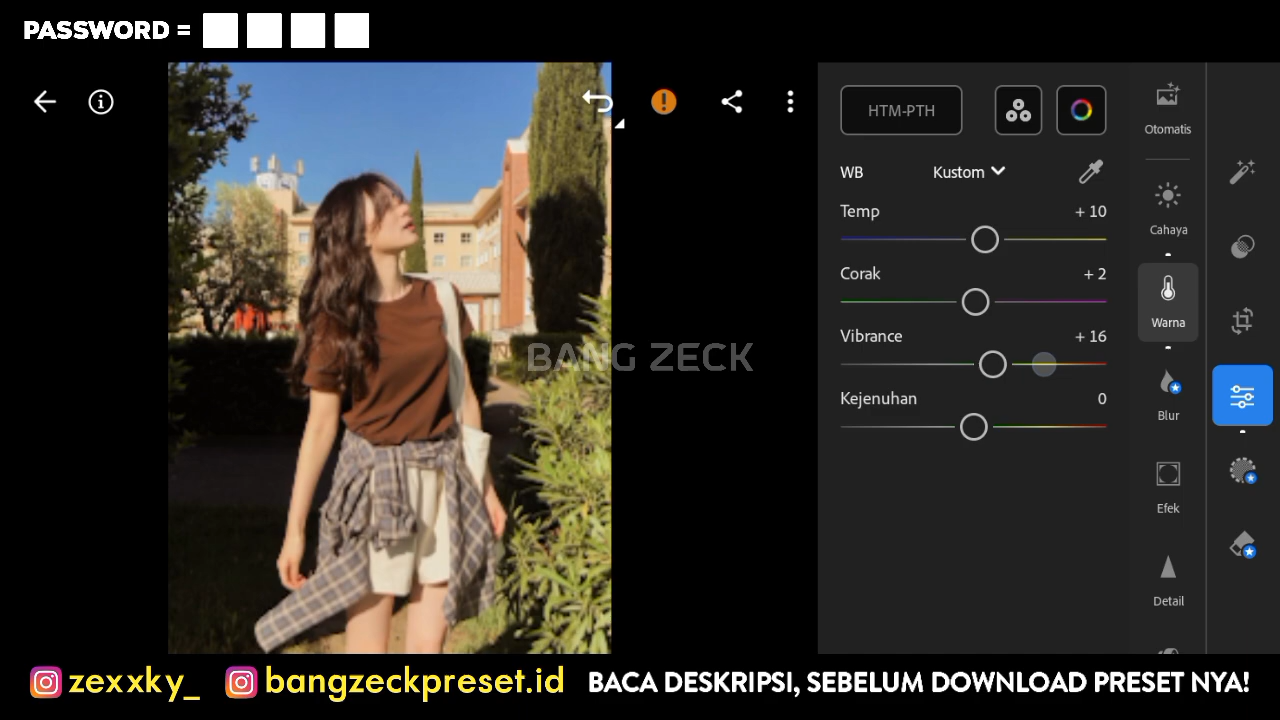 PASSWORD =
HTM-PTH
WB
Kustom
Temp
+ 10
Corak
+ 2
Vibrance
+ 16
Kejenuhan
0
Otomatis
Cahaya
Warna
Blur
Efek
Detail
BANG ZECK
zexxky_
bangzeckpreset.id
BACA DESKRIPSI, SEBELUM DOWNLOAD PRESET NYA!